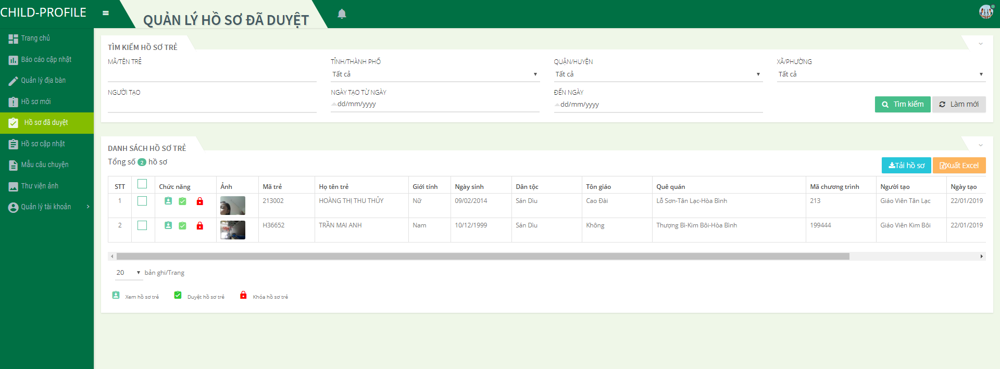 CHILD-PROFILE
QUẢN LÝ HỒ SƠ ĐÃ DUYỆT
Trang chủ
Báo cáo cập nhật
Quản lý địa bàn
Hồ sơ mới
Hồ sơ đã duyệt
Hồ sơ cập nhật
Mẫu câu chuyện
Thư viện ảnh
Quản lý tài khoản
TÌM KIẾM HỒ SƠ TRẺ
MÃ/TÊN TRẺ TỈNH/THÀNH PHỐ QUẬN/HUYỆN XÃ/PHƯỜNG
Tất cả Tất cả Tất cả
NGƯỜI TẠO NGÀY TẠO TỪ NGÀY ĐẾN NGÀY
dd/mm/yyyy dd/mm/yyyy Tìm kiếm Làm mới
DANH SÁCH HỒ SƠ TRẺ
Tổng số 2 hồ sơ
Tải hồ sơ Xuất Excel
STT Chức năng Ảnh Mã trẻ Họ tên trẻ Giới tính Ngày sinh Dân tộc Tôn giáo Quê quán Mã chương trình Người tạo Ngày tạo
1 213002 HOÀNG THỊ THU THỦY Nữ 09/02/2014 Sán Dìu Cao Đài Lỗ Sơn-Tân Lạc-Hòa Bình 213 Giáo Viên Tân Lạc 22/01/2019
2 H36652 TRẦN MAI ANH Nam 10/12/1999 Sán Dìu Không Thượng Bì-Kim Bôi-Hòa Bình 199444 Giáo Viên Kim Bôi 22/01/2019
20 bản ghi/Trang
Xem hồ sơ trẻ Duyệt hồ sơ trẻ Khóa hồ sơ trẻ